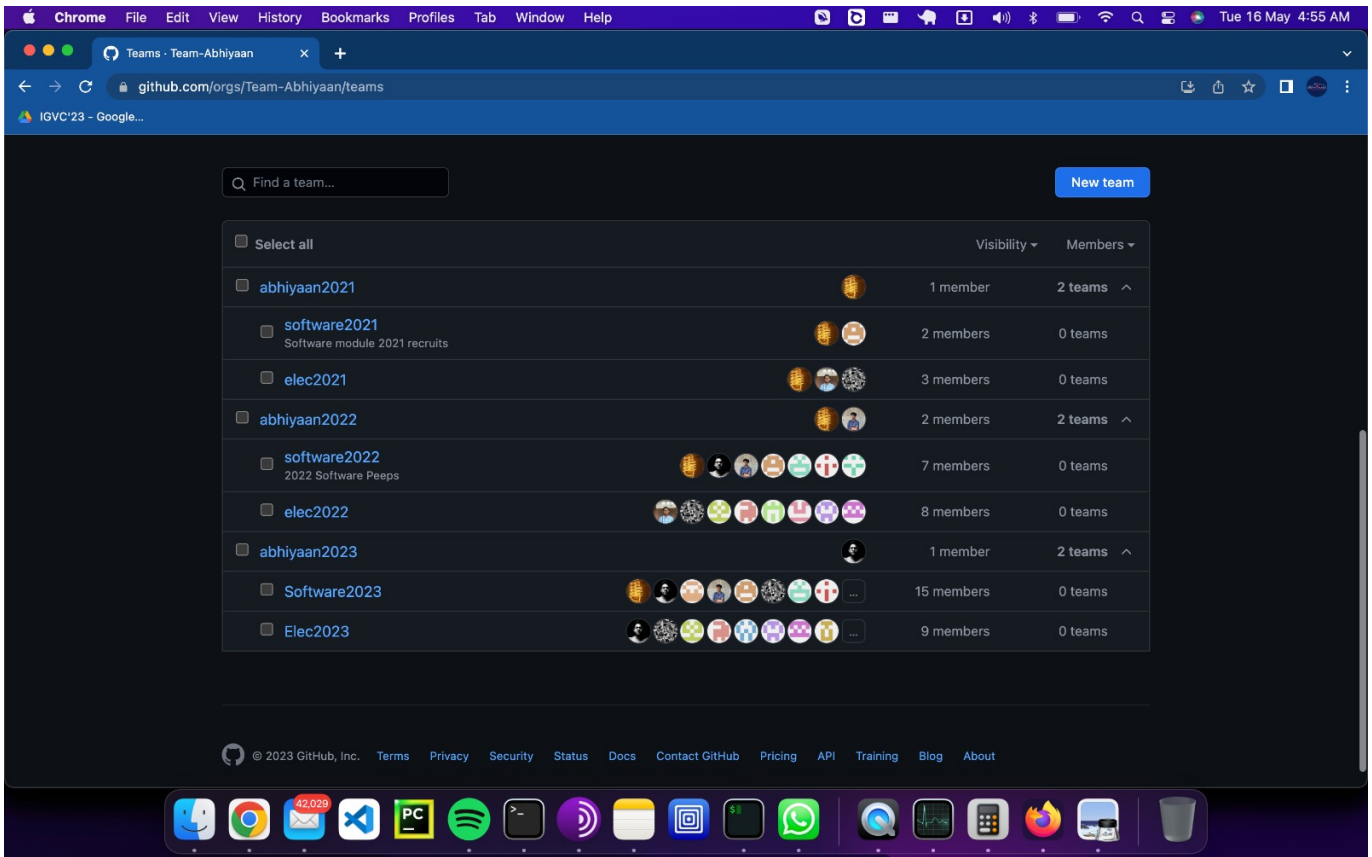 Chrome File Edit View History Bookmarks Profiles Tab Window Help Tue 16 May 4:55 AM
Teams · Team-Abhiyaan
github.com/orgs/Team-Abhiyaan/teams
IGVC'23 - Google...
Find a team... New team
Select all Visibility Members
abhiyaan2021 1 member 2 teams
software2021 2 members 0 teams
Software module 2021 recruits
elec2021 3 members 0 teams
abhiyaan2022 2 members 2 teams
software2022 7 members 0 teams
2022 Software Peeps
elec2022 8 members 0 teams
abhiyaan2023 1 member 2 teams
Software2023 ... 15 members 0 teams
Elec2023 ... 9 members 0 teams
© 2023 GitHub, Inc. Terms Privacy Security Status Docs Contact GitHub Pricing API Training Blog About
42,029
PC